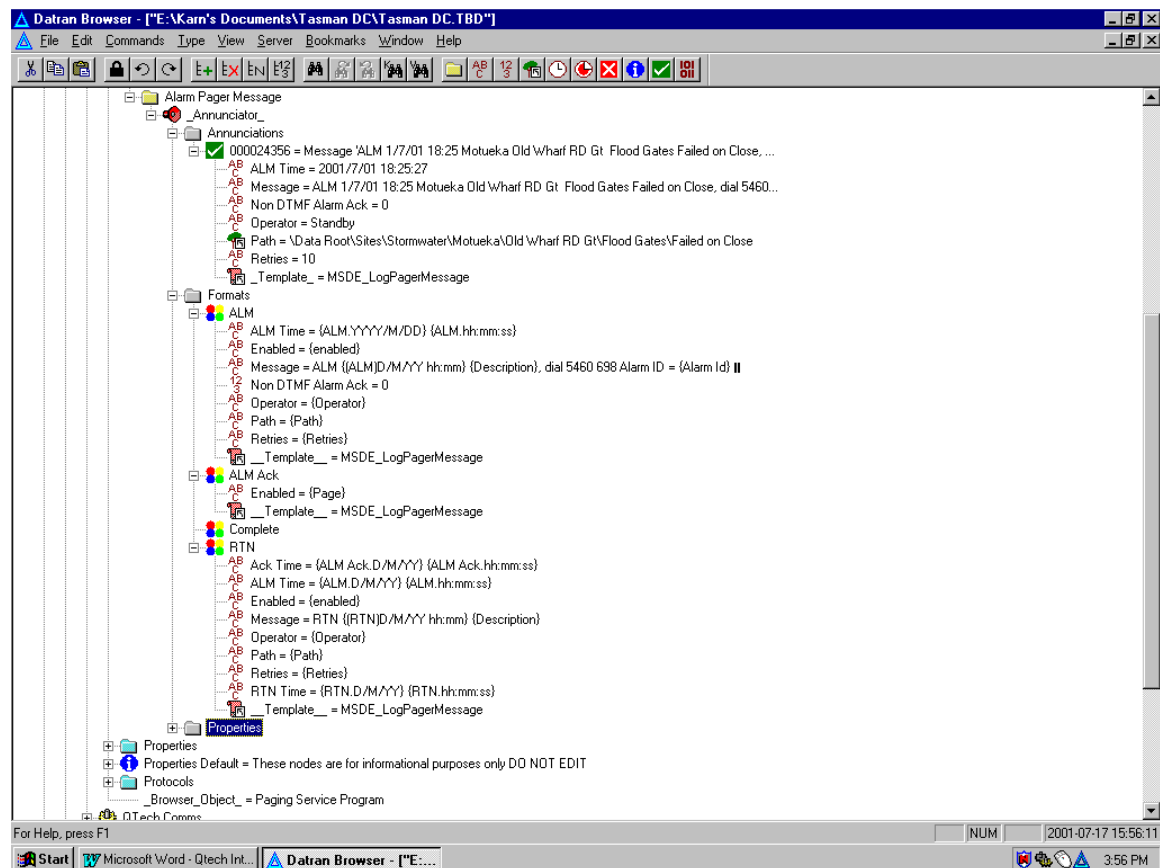 Datran Browser - ["E:\Karn's Documents\Tasman DC\Tasman DC.TBD"]
File Edit Commands Type View Server Bookmarks Window Help
Alarm Pager Message
_Annunciator_
Annunciations
000024356 = Message 'ALM 1/7/01 18:25 Motueka Old Wharf RD Gt Flood Gates Failed on Close, ...
ALM Time = 2001/7/01 18:25:27
Message = ALM 1/7/01 18:25 Motueka Old Wharf RD Gt Flood Gates Failed on Close, dial 5460...
Non DTMF Alarm Ack = 0
Operator = Standby
Path = \Data Root\Sites\Stormwater\Motueka\Old Wharf RD Gt\Flood Gates\Failed on Close
Retries = 10
_Template_ = MSDE_LogPagerMessage
Formats
ALM
ALM Time = {ALM.YYYY/M/DD} {ALM.hh:mm:ss}
Enabled = {enabled}
Message = ALM {(ALM)D/M/YY hh:mm} {Description}, dial 5460 698 Alarm ID = {Alarm Id} ||
Non DTMF Alarm Ack = 0
Operator = {Operator}
Path = {Path}
Retries = {Retries}
__Template__ = MSDE_LogPagerMessage
ALM Ack
Enabled = {Page}
__Template__ = MSDE_LogPagerMessage
Complete
RTN
Ack Time = {ALM Ack.D/M/YY} {ALM Ack.hh:mm:ss}
ALM Time = {ALM.D/M/YY} {ALM.hh:mm:ss}
Enabled = {enabled}
Message = RTN {(RTN)D/M/YY hh:mm} {Description}
Operator = {Operator}
Path = {Path}
Retries = {Retries}
RTN Time = {RTN.D/M/YY} {RTN.hh:mm:ss}
__Template__ = MSDE_LogPagerMessage
Properties
Properties
Properties Default = These nodes are for informational purposes only DO NOT EDIT
Protocols
_Browser_Object_ = Paging Service Program
QTech Comms
For Help, press F1 NUM 2001-07-17 15:56:11
Start Microsoft Word - Qtech Int... Datran Browser - ["E:... 3:56 PM